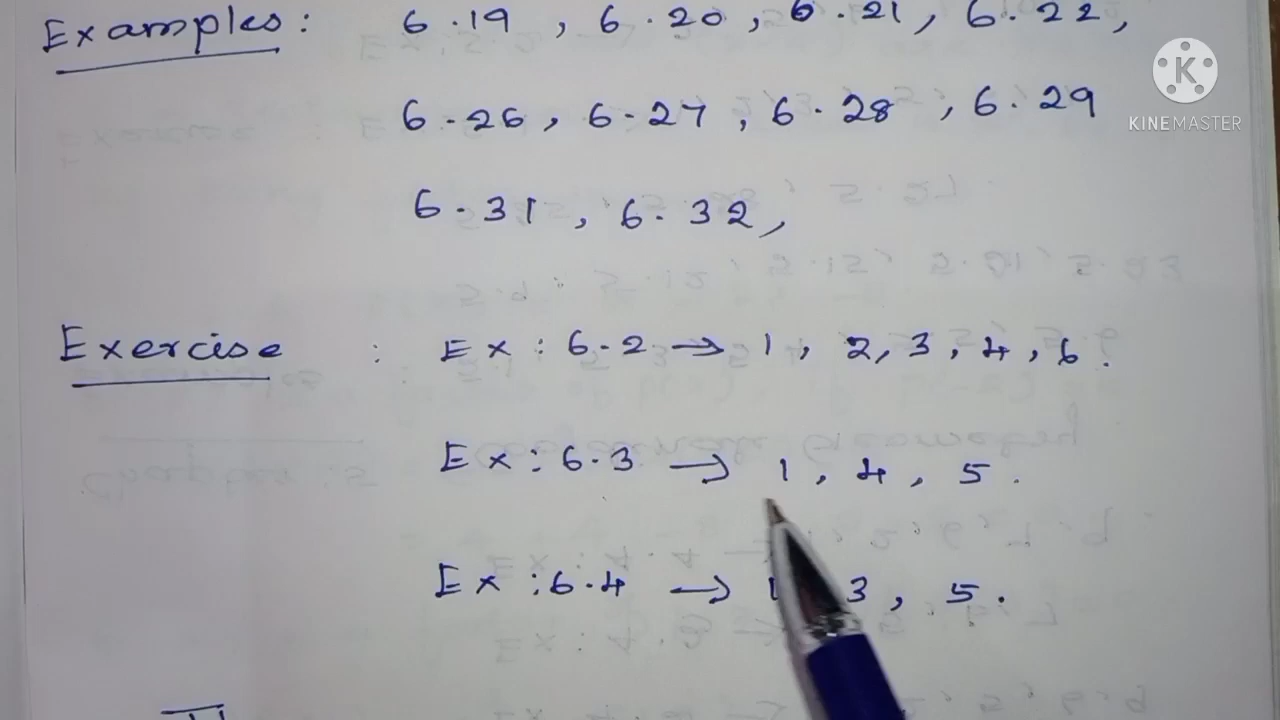 Examples: 6.19, 6.20, 6.21, 6.22,
6.26, 6.27, 6.28, 6.29
6.31, 6.32,
Exercise : Ex: 6.2 → 1, 2, 3, 4, 6.
Ex: 6.3 → 1, 4, 5.
Ex: 6.4 → 1, 3, 5.
K
KINEMASTER